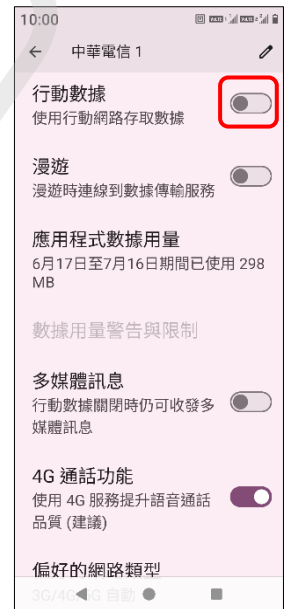 10:00
中華電信 1
行動數據
使用行動網路存取數據
漫遊
漫遊時連線到數據傳輸服務
應用程式數據用量
6月17日至7月16日期間已使用 298
MB
數據用量警告與限制
多媒體訊息
行動數據關閉時仍可收發多
媒體訊息
4G 通話功能
使用 4G 服務提升語音通話
品質 (建議)
偏好的網路類型